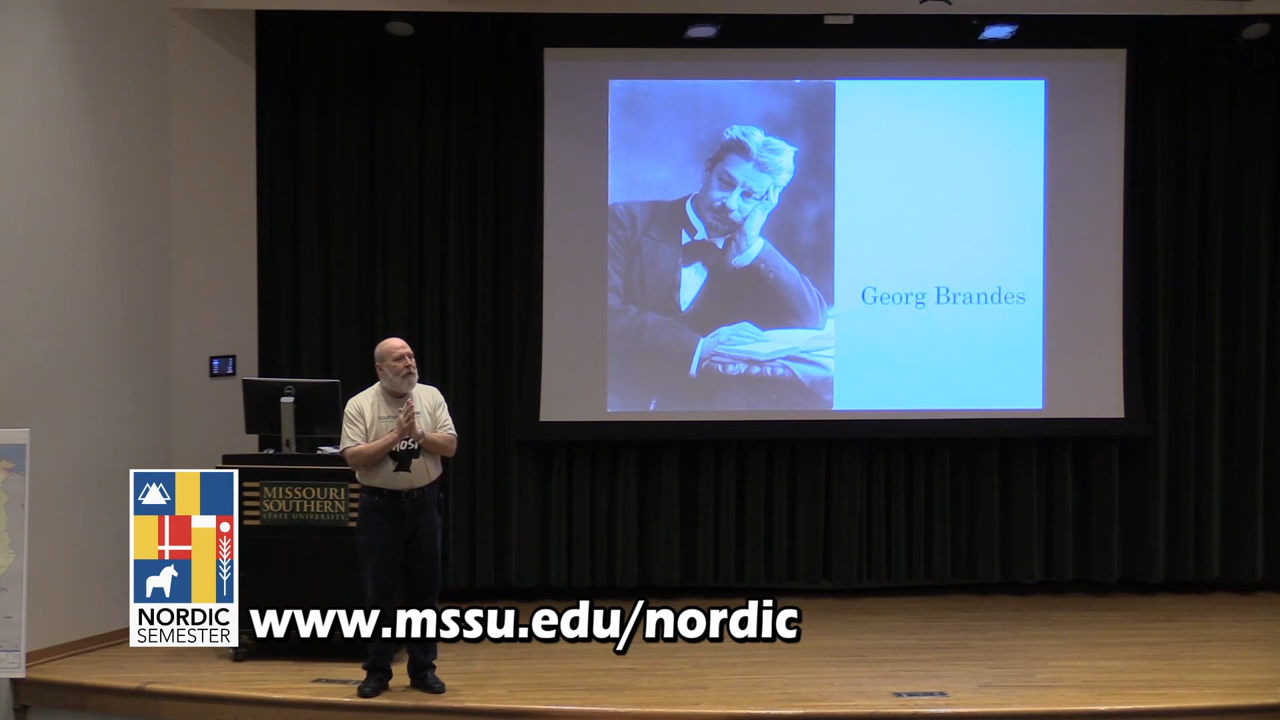 Georg Brandes
MISSOURI
SOUTHERN
STATE UNIVERSITY
NORDIC
SEMESTER
www.mssu.edu/nordic